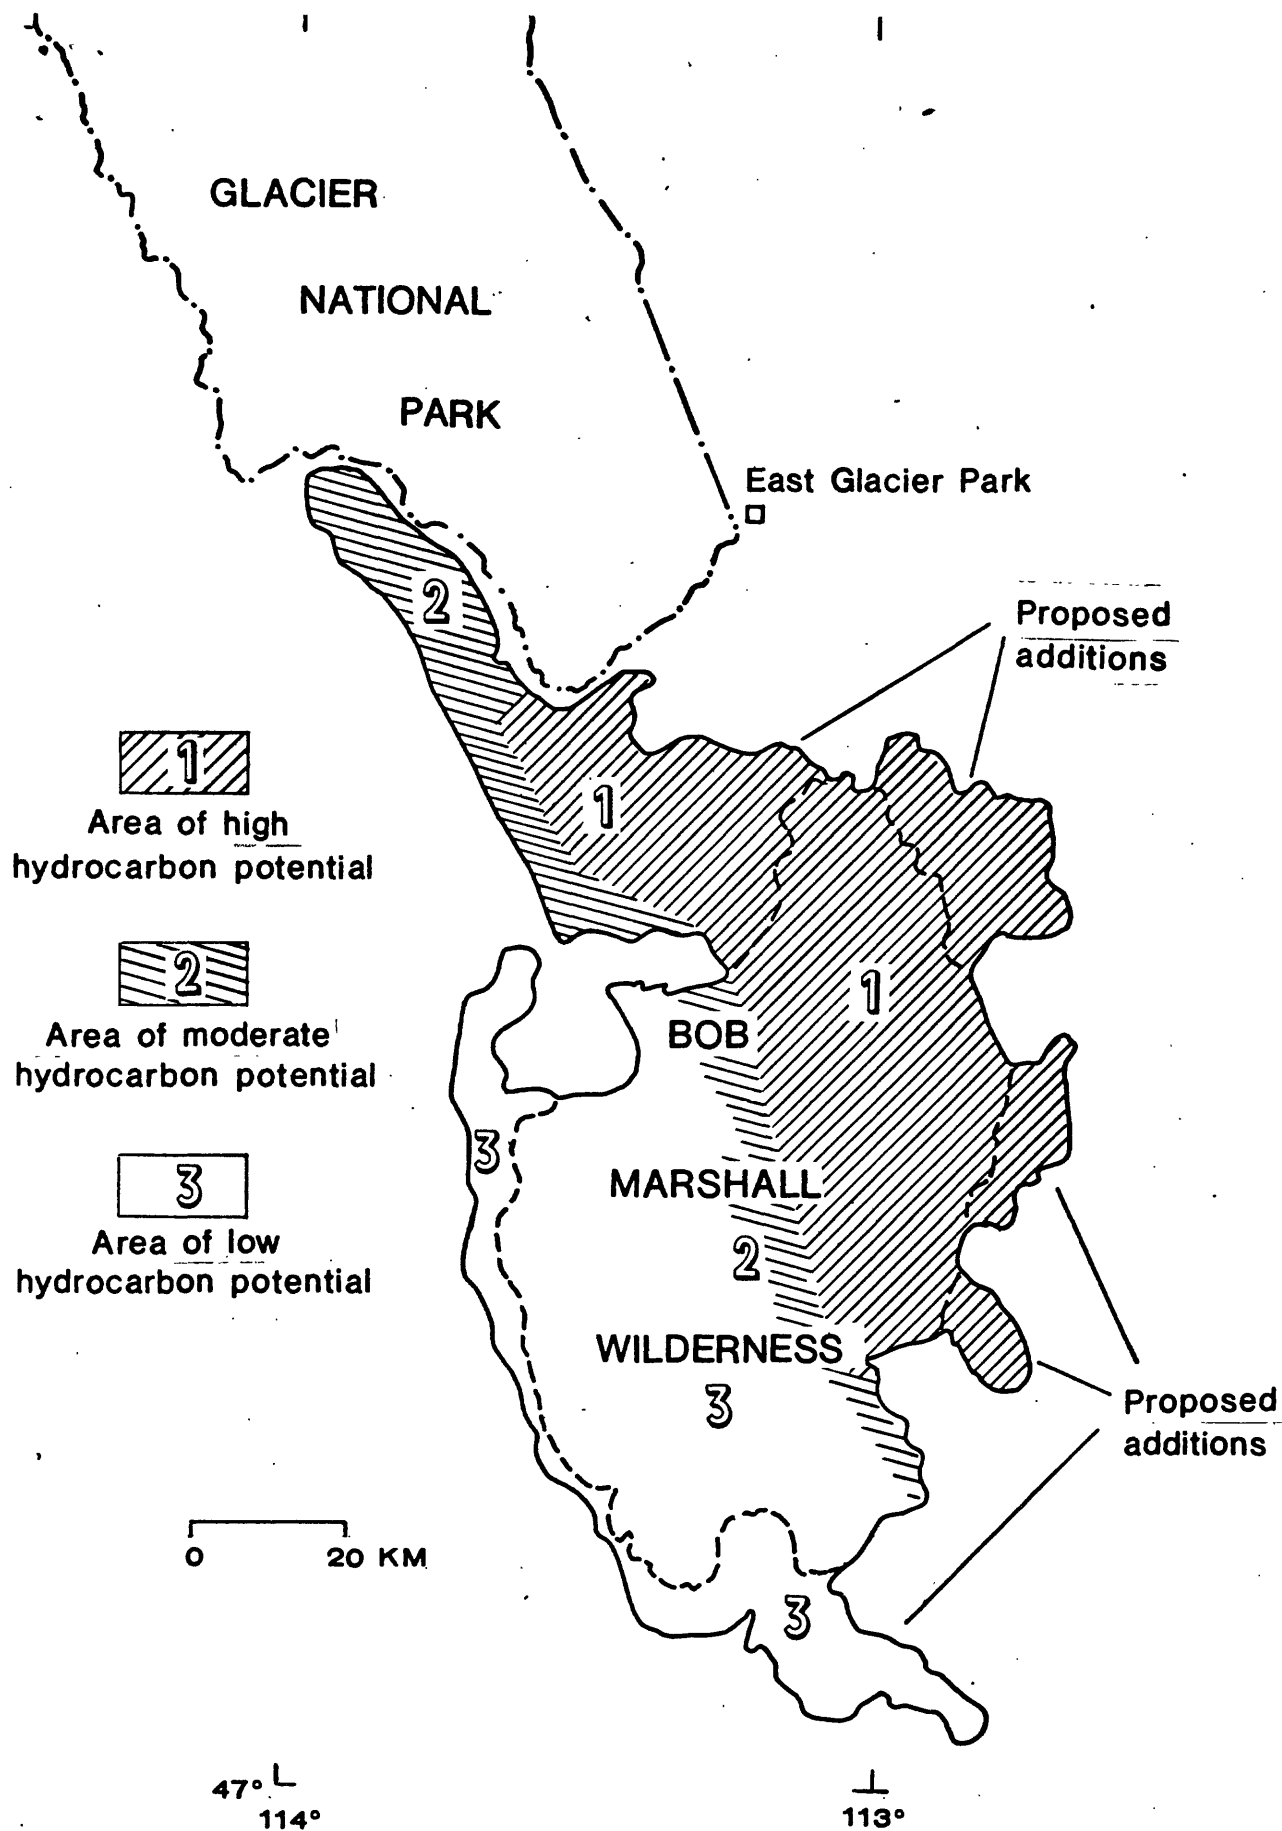 GLACIER
NATIONAL
PARK
East Glacier Park
2
Proposed
additions
1
Area of high
hydrocarbon potential
1
1
2
Area of moderate
hydrocarbon potential
BOB
3
3
MARSHALL
2
Area of low
hydrocarbon potential
WILDERNESS
3
Proposed
additions
0 20 KM
3
47°
114° 113°